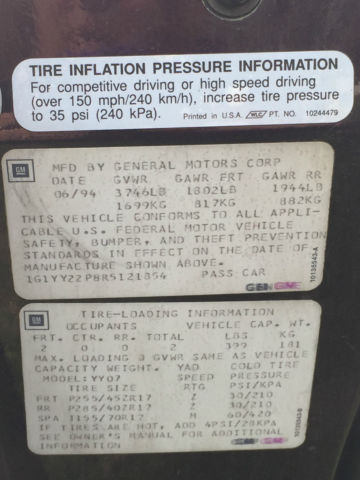 TIRE INFLATION PRESSURE INFORMATION
For competitive driving or high speed driving
(over 150 mph/240 km/h), increase tire pressure
to 35 psi (240 kPa). Printed in U.S.A. PT. NO. 10244479
GM
MFD BY GENERAL MOTORS CORP
DATE GVWR GAWR FRT GAWR RR
06/94 3746LB 1802LB 1944LB
1699KG 817KG 882KG
THIS VEHICLE CONFORMS TO ALL APPLI-
CABLE U.S. FEDERAL MOTOR VEHICLE
SAFETY, BUMPER, AND THEFT PREVENTION
STANDARDS IN EFFECT ON THE DATE OF
MANUFACTURE SHOWN ABOVE.
1G1YY22P8R5121854 PASS CAR
10135543-A
GM
TIRE-LOADING INFORMATION
OCCUPANTS VEHICLE CAP. WT.
FRT. CTR. RR. TOTAL LBS. KG
2 0 0 2 399 181
MAX. LOADING @ GVWR SAME AS VEHICLE
CAPACITY WEIGHT. YAD COLD TIRE
MODEL:YY07 SPEED PRESSURE
TIRE SIZE RTG PSI/KPA
FRT P255/45ZR17 Z 30/210
RR P285/40ZR17 Z 30/210
SPA T155/70R17 M 60/420
IF TIRES ARE HOT, ADD 4PSI/28KPA
SEE OWNER'S MANUAL FOR ADDITIONAL
INFORMATION